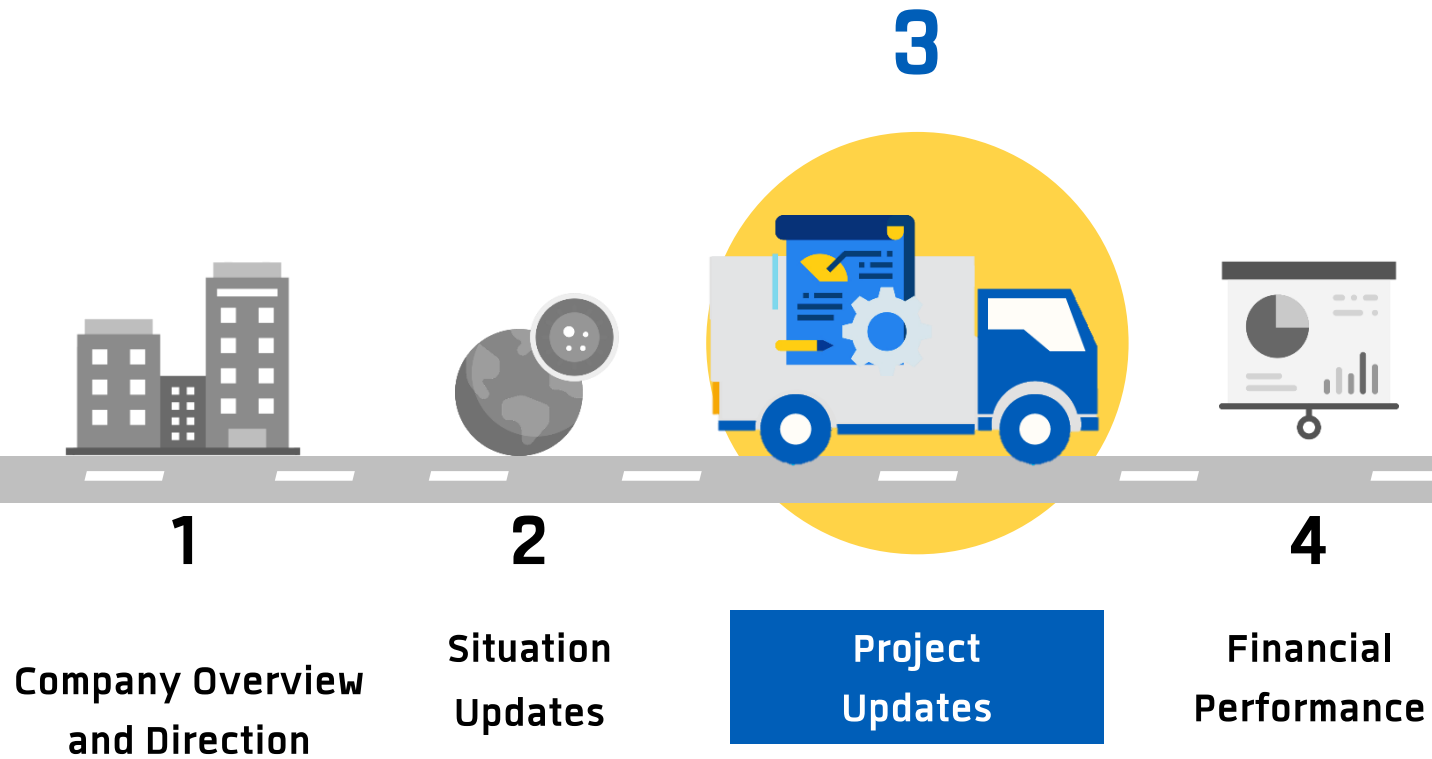 3
1
2
4
Company Overview
and Direction
Situation
Updates
Project
Updates
Financial
Performance